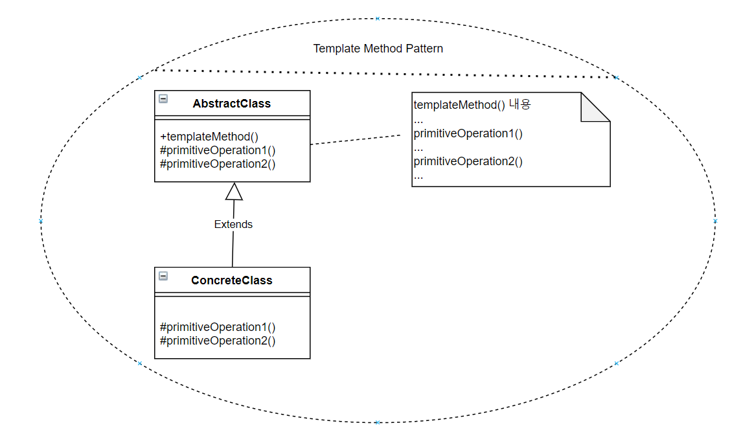 Template Method Pattern
AbstractClass
+templateMethod()
#primitiveOperation1()
#primitiveOperation2()
templateMethod() 내용
...
primitiveOperation1()
...
primitiveOperation2()
...
Extends
ConcreteClass
#primitiveOperation1()
#primitiveOperation2()